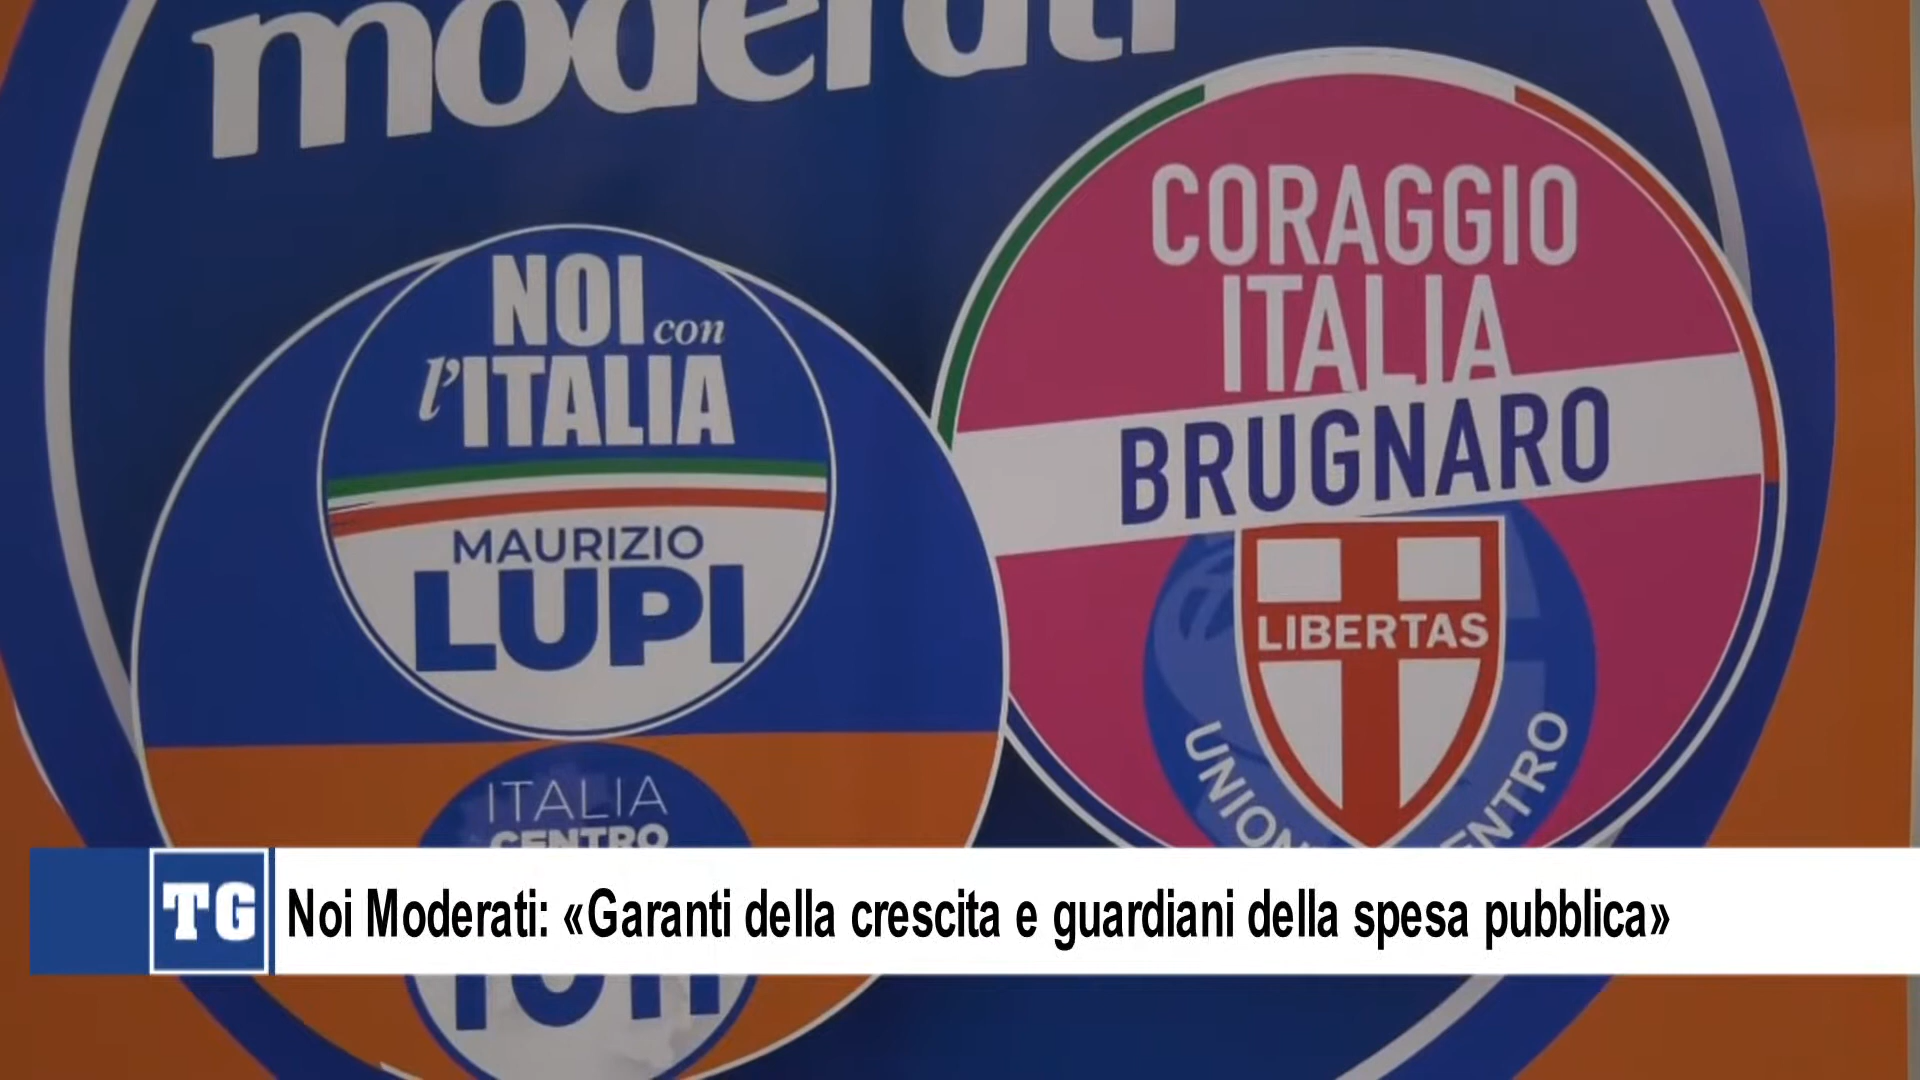 moderati
NOI con
l'ITALIA
MAURIZIO
LUPI
CORAGGIO
ITALIA
BRUGNARO
LIBERTAS
ITALIA
CENTRO
TG Noi Moderati: «Garanti della crescita e guardiani della spesa pubblica»